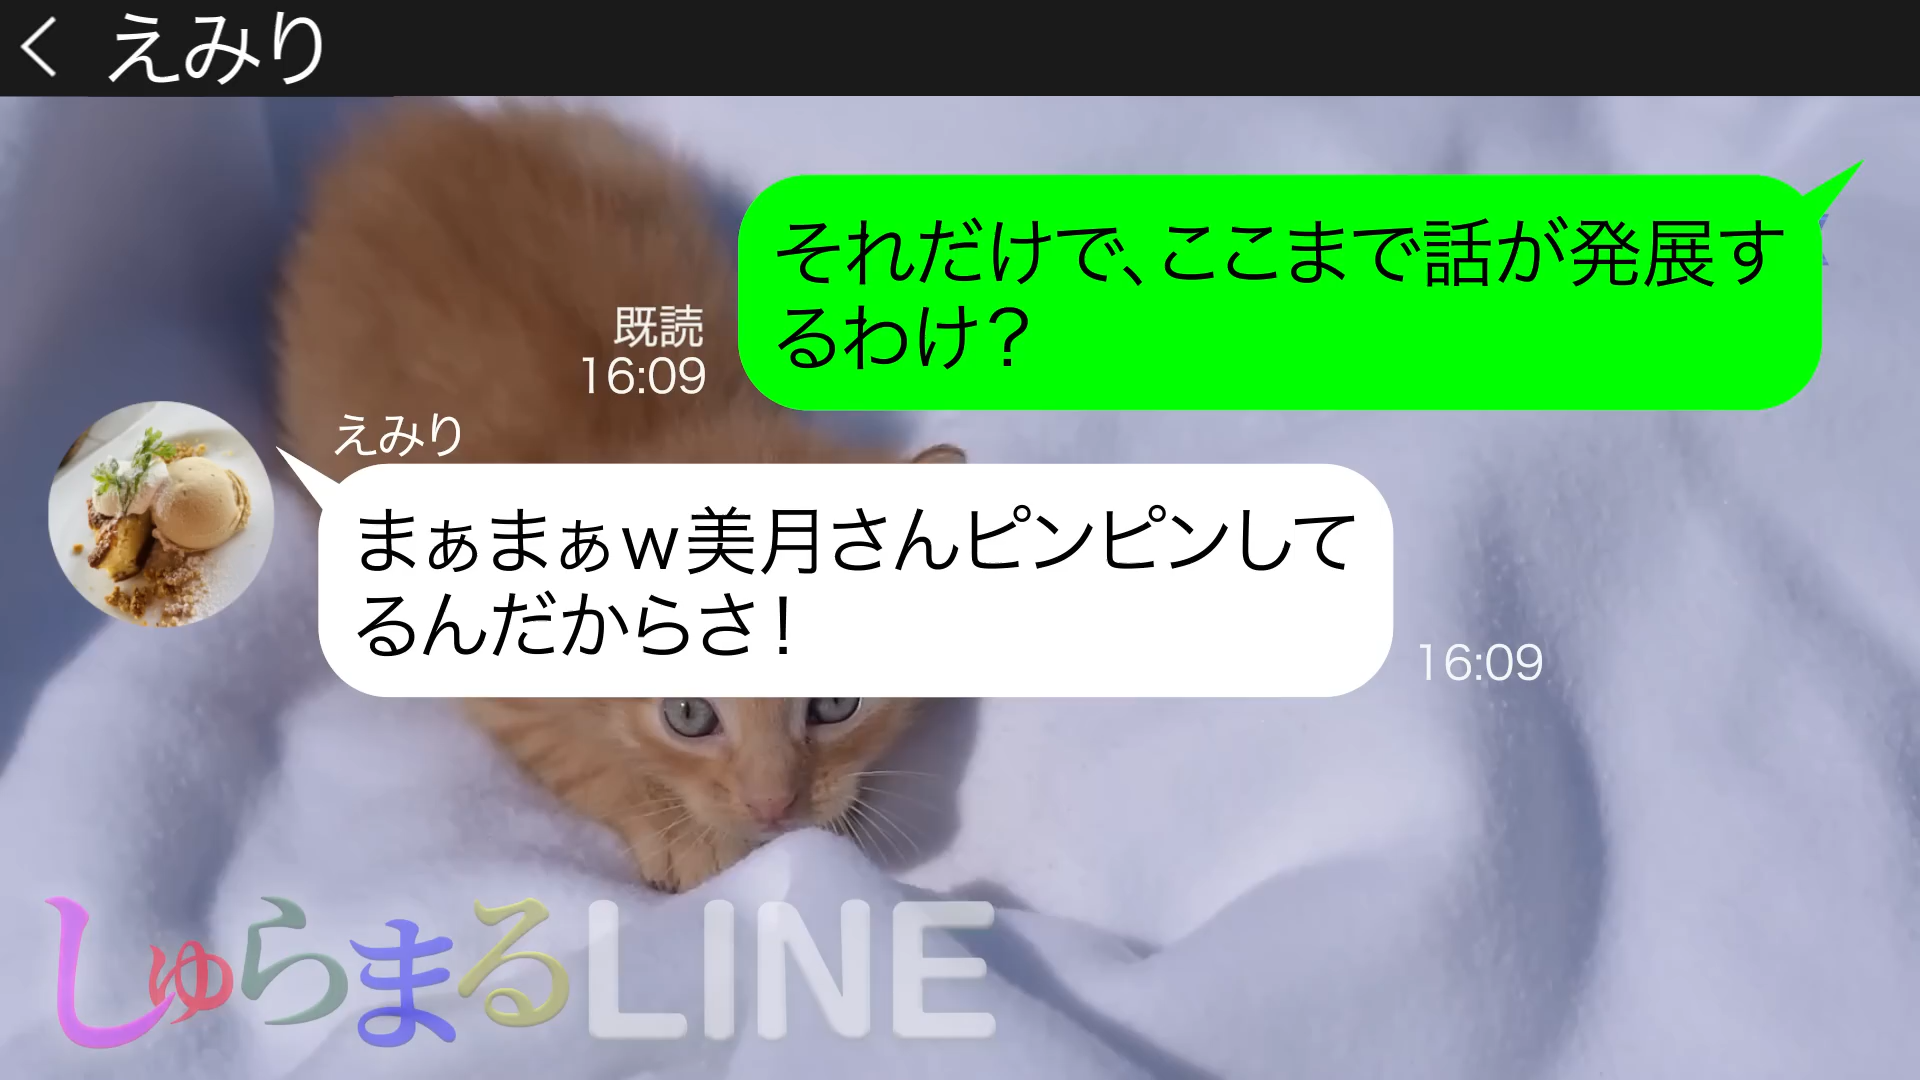 えみり
それだけで、ここまで話が発展す
るわけ？
既読
16:09
えみり
まぁまぁｗ美月さんピンピンして
るんだからさ！
16:09
しゅらまるLINE